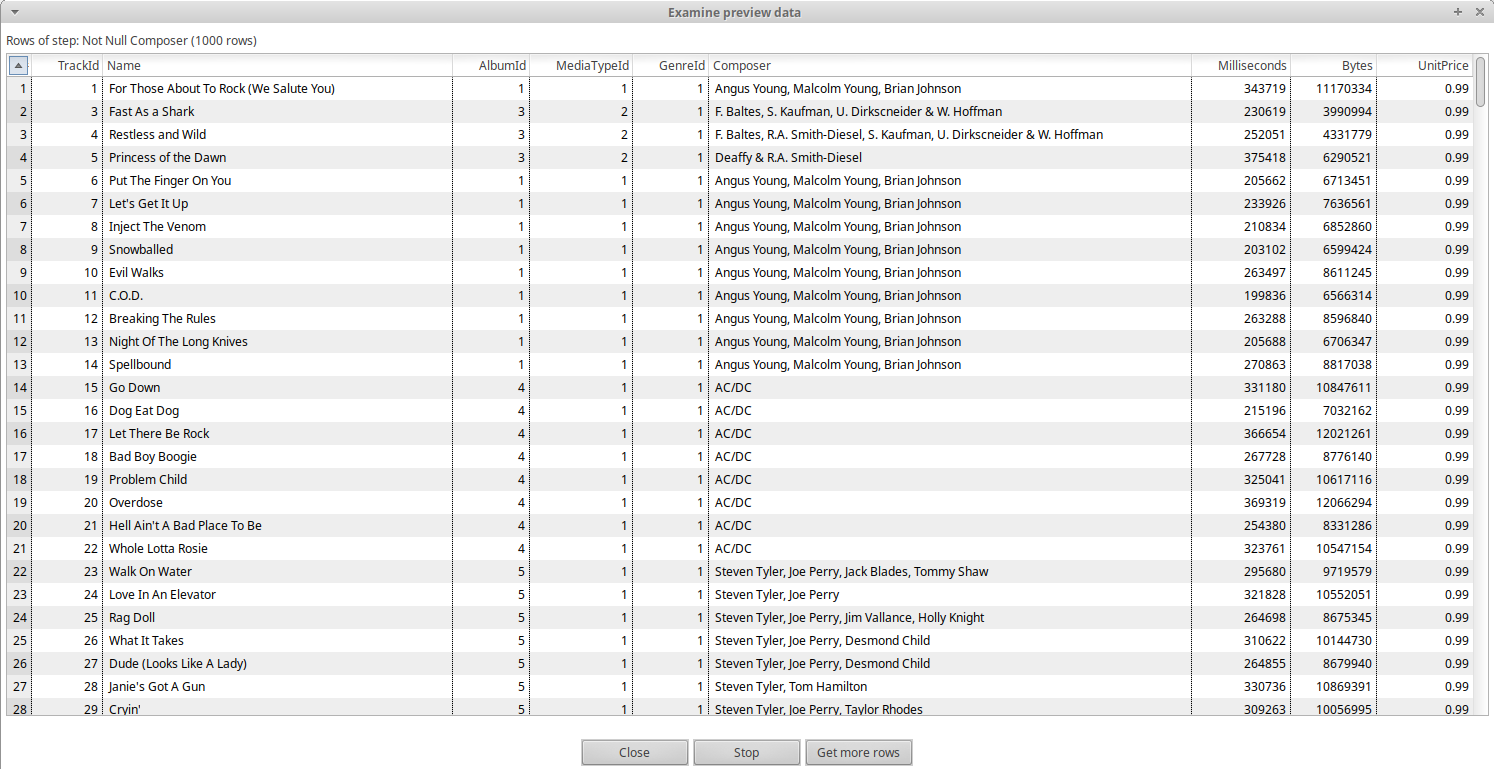 Examine preview data
Rows of step: Not Null Composer (1000 rows)
TrackId Name AlbumId MediaTypeId GenreId Composer Milliseconds Bytes UnitPrice
1 1 For Those About To Rock (We Salute You) 1 1 1 Angus Young, Malcolm Young, Brian Johnson 343719 11170334 0.99
2 3 Fast As a Shark 3 2 1 F. Baltes, S. Kaufman, U. Dirkscneider & W. Hoffman 230619 3990994 0.99
3 4 Restless and Wild 3 2 1 F. Baltes, R.A. Smith-Diesel, S. Kaufman, U. Dirkscneider & W. Hoffman 252051 4331779 0.99
4 5 Princess of the Dawn 3 2 1 Deaffy & R.A. Smith-Diesel 375418 6290521 0.99
5 6 Put The Finger On You 1 1 1 Angus Young, Malcolm Young, Brian Johnson 205662 6713451 0.99
6 7 Let's Get It Up 1 1 1 Angus Young, Malcolm Young, Brian Johnson 233926 7636561 0.99
7 8 Inject The Venom 1 1 1 Angus Young, Malcolm Young, Brian Johnson 210834 6852860 0.99
8 9 Snowballed 1 1 1 Angus Young, Malcolm Young, Brian Johnson 203102 6599424 0.99
9 10 Evil Walks 1 1 1 Angus Young, Malcolm Young, Brian Johnson 263497 8611245 0.99
10 11 C.O.D. 1 1 1 Angus Young, Malcolm Young, Brian Johnson 199836 6566314 0.99
11 12 Breaking The Rules 1 1 1 Angus Young, Malcolm Young, Brian Johnson 263288 8596840 0.99
12 13 Night Of The Long Knives 1 1 1 Angus Young, Malcolm Young, Brian Johnson 205688 6706347 0.99
13 14 Spellbound 1 1 1 Angus Young, Malcolm Young, Brian Johnson 270863 8817038 0.99
14 15 Go Down 4 1 1 AC/DC 331180 10847611 0.99
15 16 Dog Eat Dog 4 1 1 AC/DC 215196 7032162 0.99
16 17 Let There Be Rock 4 1 1 AC/DC 366654 12021261 0.99
17 18 Bad Boy Boogie 4 1 1 AC/DC 267728 8776140 0.99
18 19 Problem Child 4 1 1 AC/DC 325041 10617116 0.99
19 20 Overdose 4 1 1 AC/DC 369319 12066294 0.99
20 21 Hell Ain't A Bad Place To Be 4 1 1 AC/DC 254380 8331286 0.99
21 22 Whole Lotta Rosie 4 1 1 AC/DC 323761 10547154 0.99
22 23 Walk On Water 5 1 1 Steven Tyler, Joe Perry, Jack Blades, Tommy Shaw 295680 9719579 0.99
23 24 Love In An Elevator 5 1 1 Steven Tyler, Joe Perry 321828 10552051 0.99
24 25 Rag Doll 5 1 1 Steven Tyler, Joe Perry, Jim Vallance, Holly Knight 264698 8675345 0.99
25 26 What It Takes 5 1 1 Steven Tyler, Joe Perry, Desmond Child 310622 10144730 0.99
26 27 Dude (Looks Like A Lady) 5 1 1 Steven Tyler, Joe Perry, Desmond Child 264855 8679940 0.99
27 28 Janie's Got A Gun 5 1 1 Steven Tyler, Tom Hamilton 330736 10869391 0.99
28 29 Cryin' 5 1 1 Steven Tyler, Joe Perry, Taylor Rhodes 309263 10056995 0.99
Close Stop Get more rows